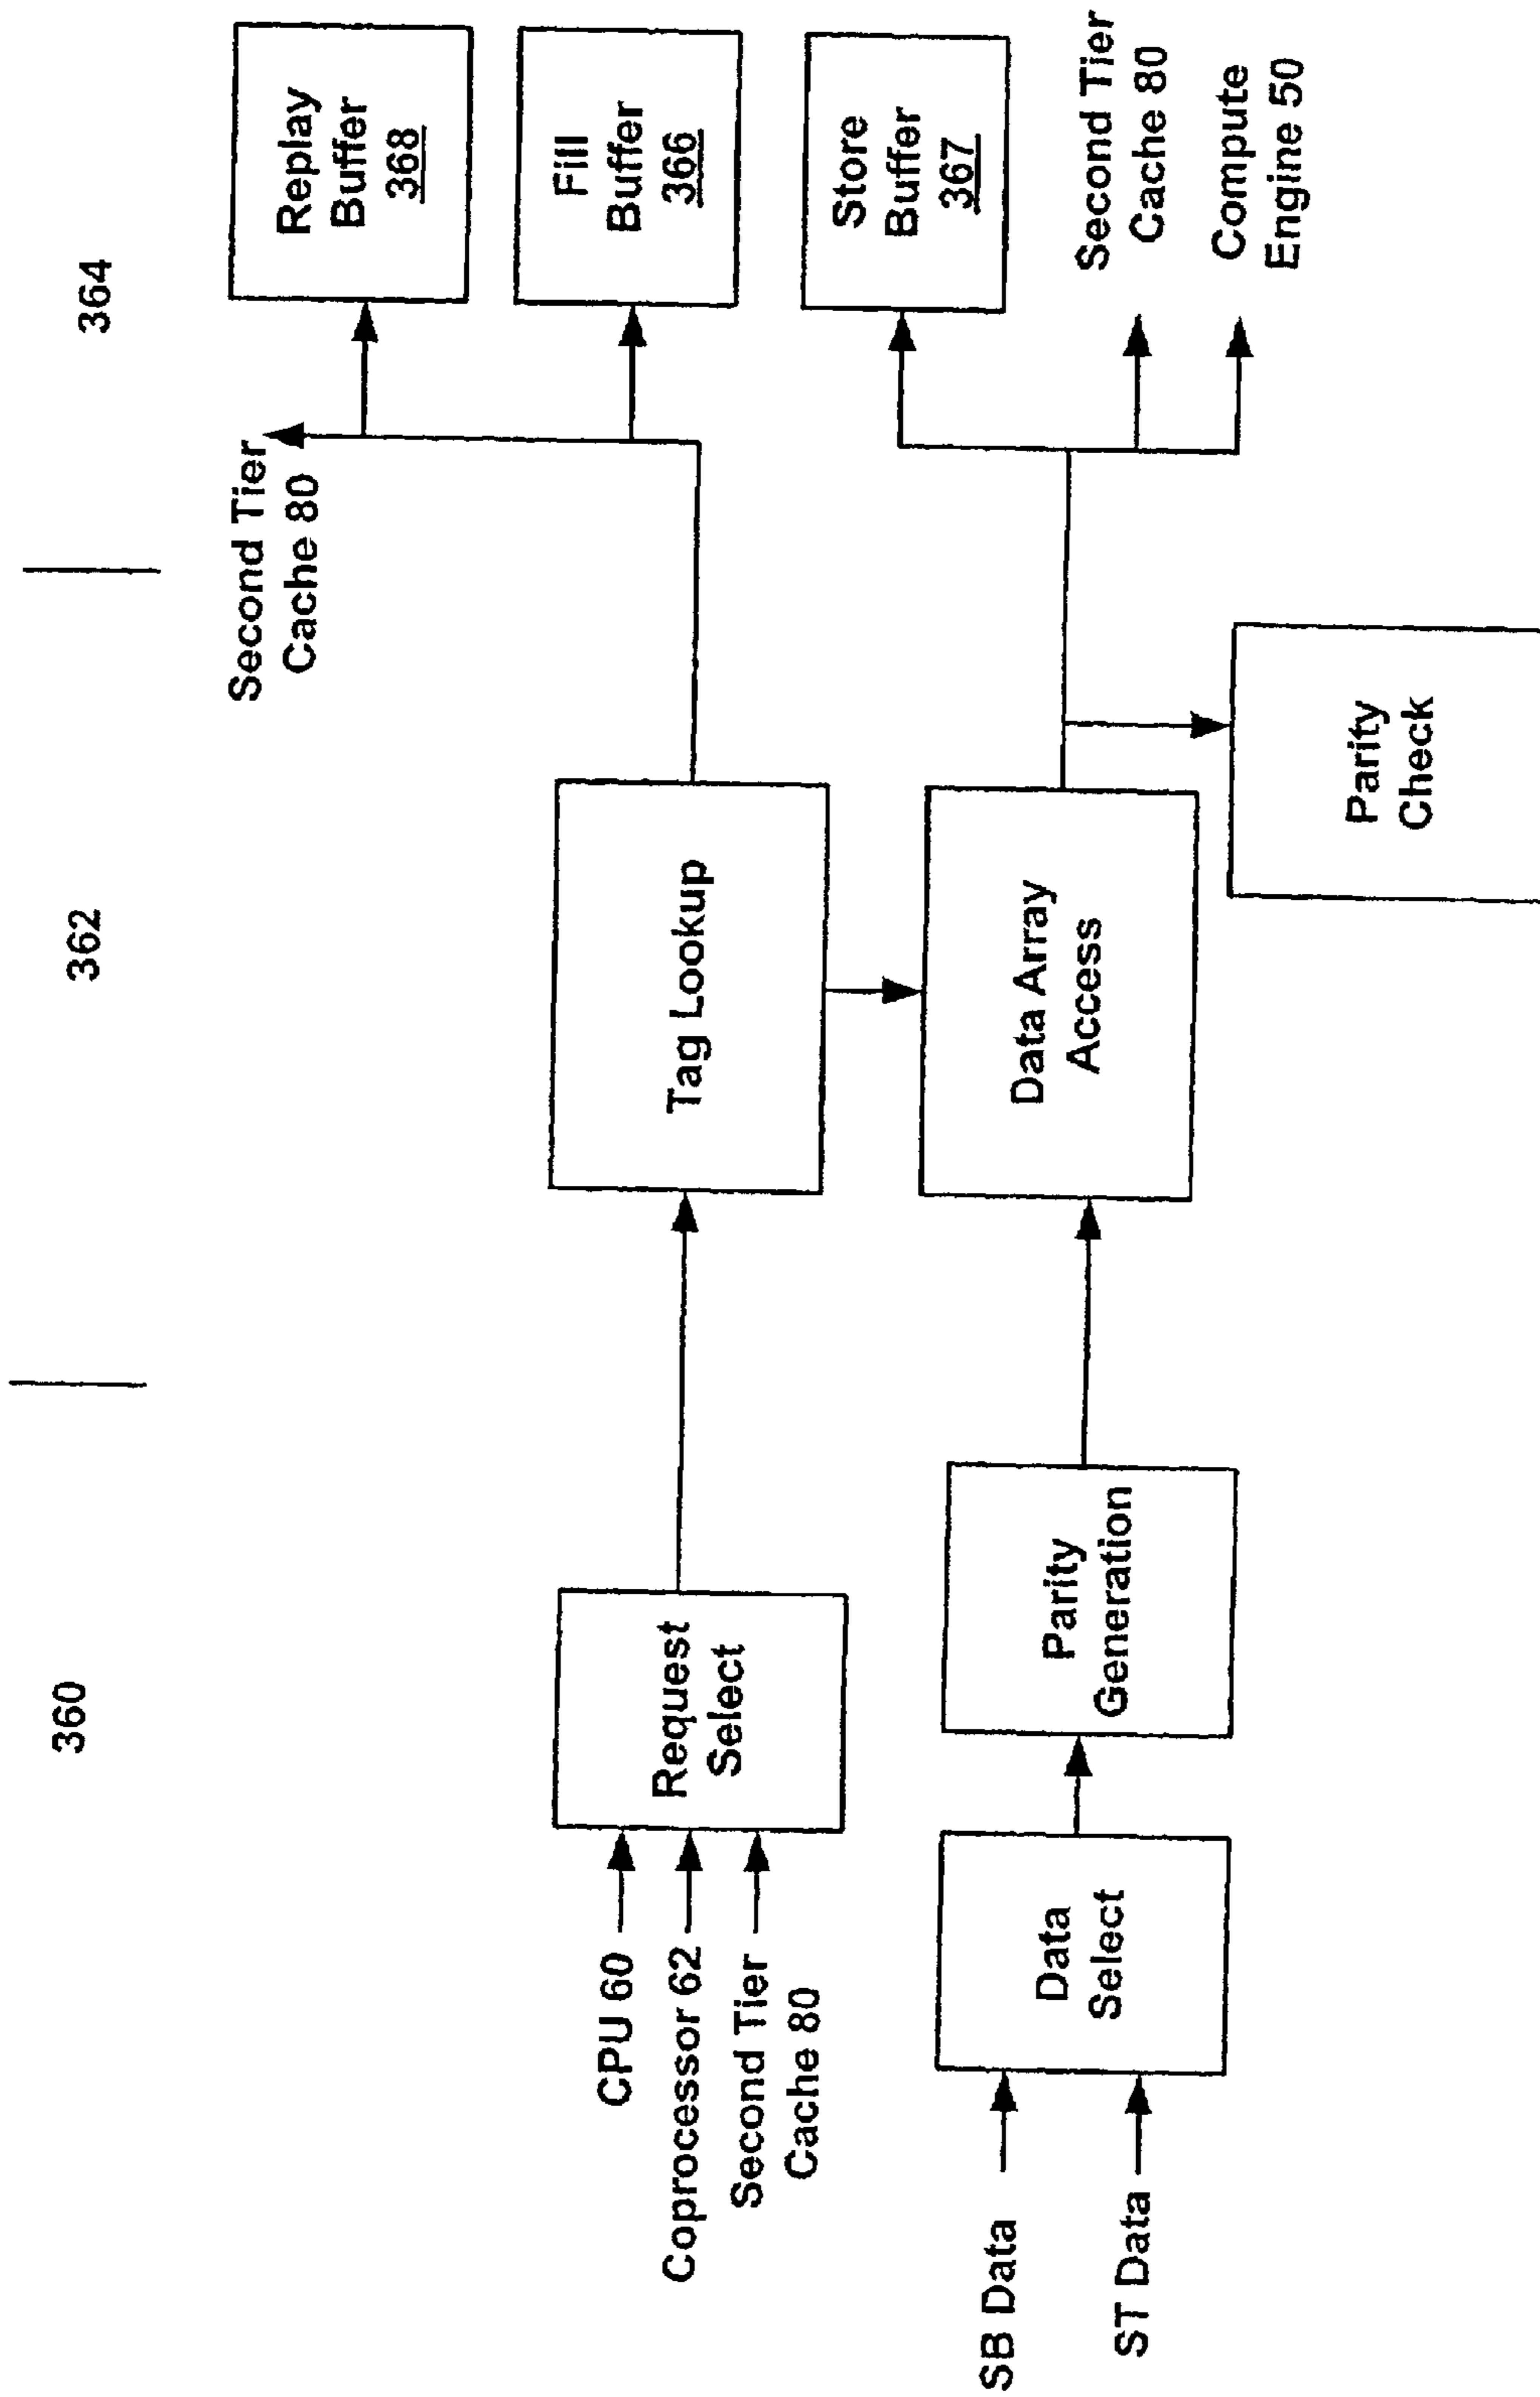 360
362
364
CPU 60
Coprocessor 62
Second Tier
Cache 80
Request
Select
Tag Lookup
Second Tier
Cache 80
Replay
Buffer
368
Fill
Buffer
366
SB Data
ST Data
Data
Select
Parity
Generation
Data Array
Access
Parity
Check
Store
Buffer
367
Second Tier
Cache 80
Compute
Engine 50